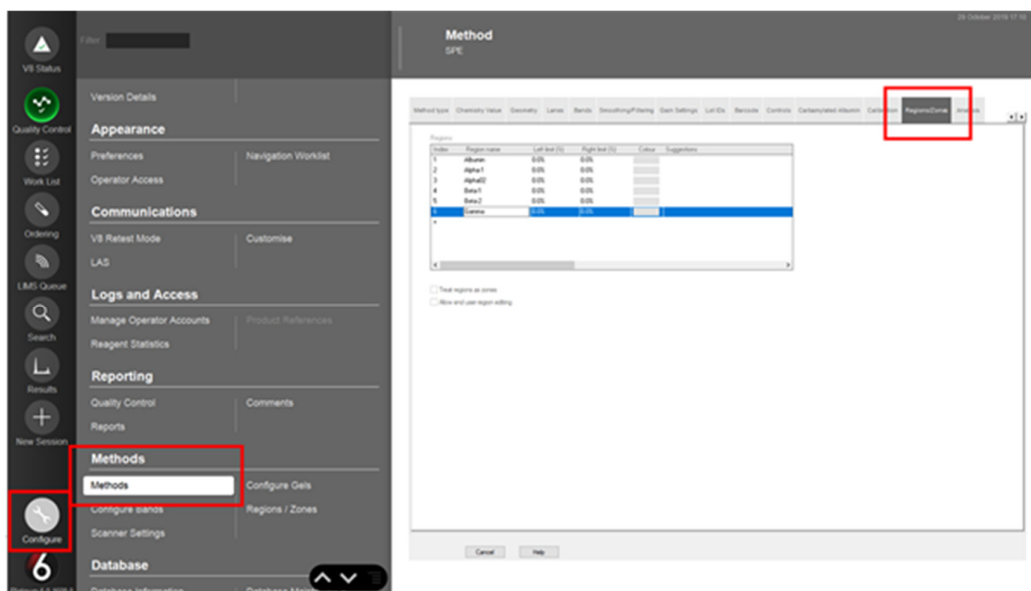 29 October 2019 17:10
Filter
Method
SPE
V8 Status
Quality Control
Work List
Ordering
LIMS Queue
Search
Results
New Session
Configure
Version Details
Appearance
Preferences
Navigation Worklist
Operator Access
Communications
V8 Retest Mode
Customise
LAS
Logs and Access
Manage Operator Accounts
Product References
Reagent Statistics
Reporting
Quality Control
Comments
Reports
Methods
Methods
Configure Gels
Configure Bands
Regions / Zones
Scanner Settings
Database
Method type Chemistry Value Geometry Lanes Bands Smoothing/Filtering Gain Settings Lot IDs Barcode Controls Carbamylated Albumin Regions/Zones
Regions
Index Region name Left limit (%) Right limit (%) Colour Suggestions
1 Albumin 0.0% 0.0%
2 Alpha1 0.0% 0.0%
3 Alpha02 0.0% 0.0%
4 Beta-1 0.0% 0.0%
5 Beta-2 0.0% 0.0%
6 Gamma 0.0% 0.0%
*
Treat regions as zones
Allow end user region editing
Cancel Help